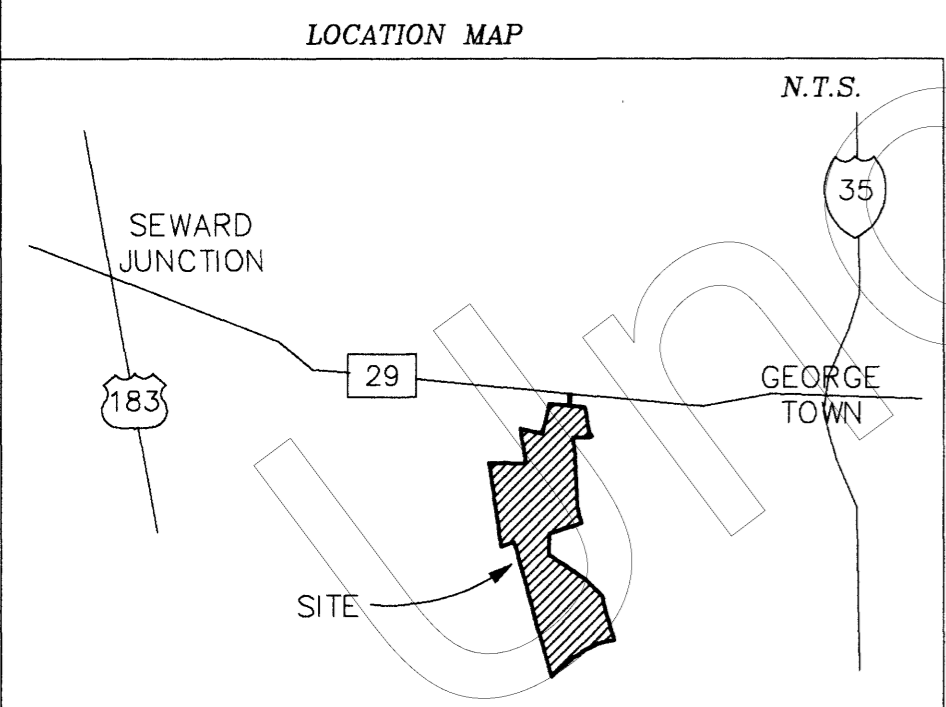 LOCATION MAP
N.T.S.
35
SEWARD
JUNCTION
29
183
GEORGE
TOWN
SITE